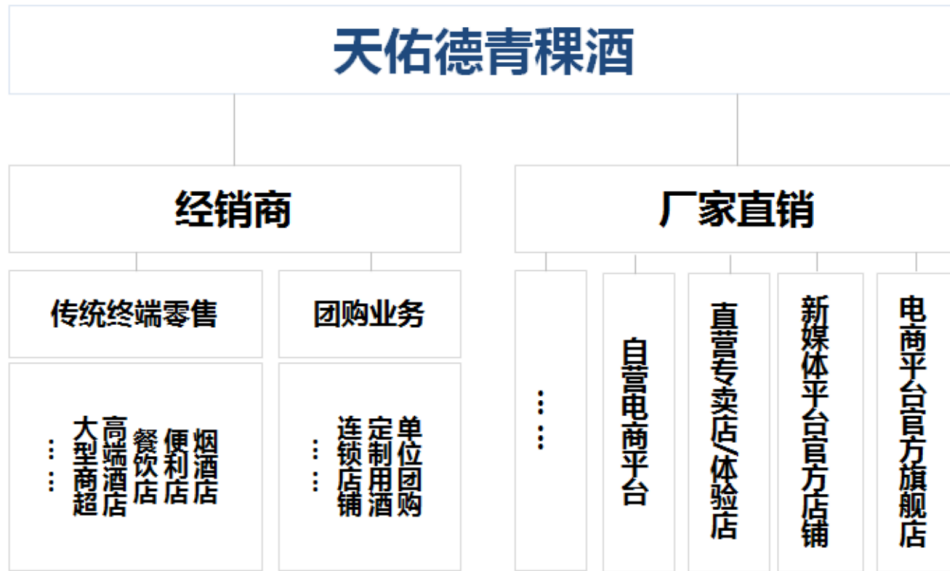 天佑德青稞酒
经销商
厂家直销
传统终端零售
团购业务
烟酒店
便利店
餐饮店
高端酒店
大型商超
……
单位团购
定制用酒
连锁店铺
……
电商平台官方旗舰店
新媒体平台官方店铺
直营专卖店/体验店
自营电商平台
……